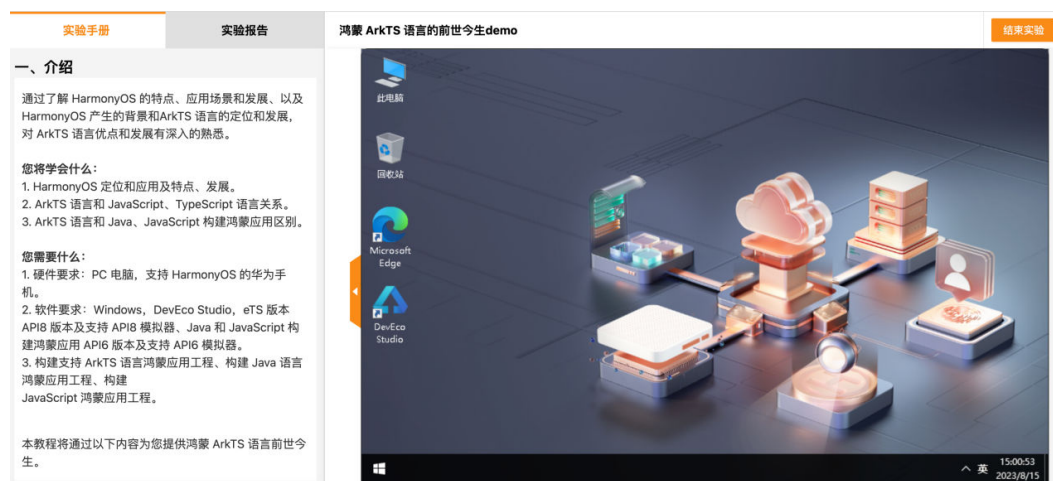 实验手册
实验报告
鸿蒙 ArkTS 语言的前世今生demo
结束实验
一、介绍
通过了解 HarmonyOS 的特点、应用场景和发展、以及
HarmonyOS 产生的背景和ArkTS 语言的定位和发展，
对 ArkTS 语言优点和发展有深入的熟悉。
您将学会什么：
1. HarmonyOS 定位和应用及特点、发展。
2. ArkTS 语言和 JavaScript、TypeScript 语言关系。
3. ArkTS 语言和 Java、JavaScript 构建鸿蒙应用区别。
您需要什么：
1. 硬件要求：PC 电脑，支持 HarmonyOS 的华为手
机。
2. 软件要求：Windows，DevEco Studio，eTS 版本
API8 版本及支持 API8 模拟器、Java 和 JavaScript 构
建鸿蒙应用 API6 版本及支持 API6 模拟器。
3. 构建支持 ArkTS 语言鸿蒙应用工程、构建 Java 语言
鸿蒙应用工程、构建
JavaScript 鸿蒙应用工程。
本教程将通过以下内容为您提供鸿蒙 ArkTS 语言前世今
生。
此电脑
回收站
Microsoft
Edge
DevEco
Studio
英
15:00:53
2023/8/15